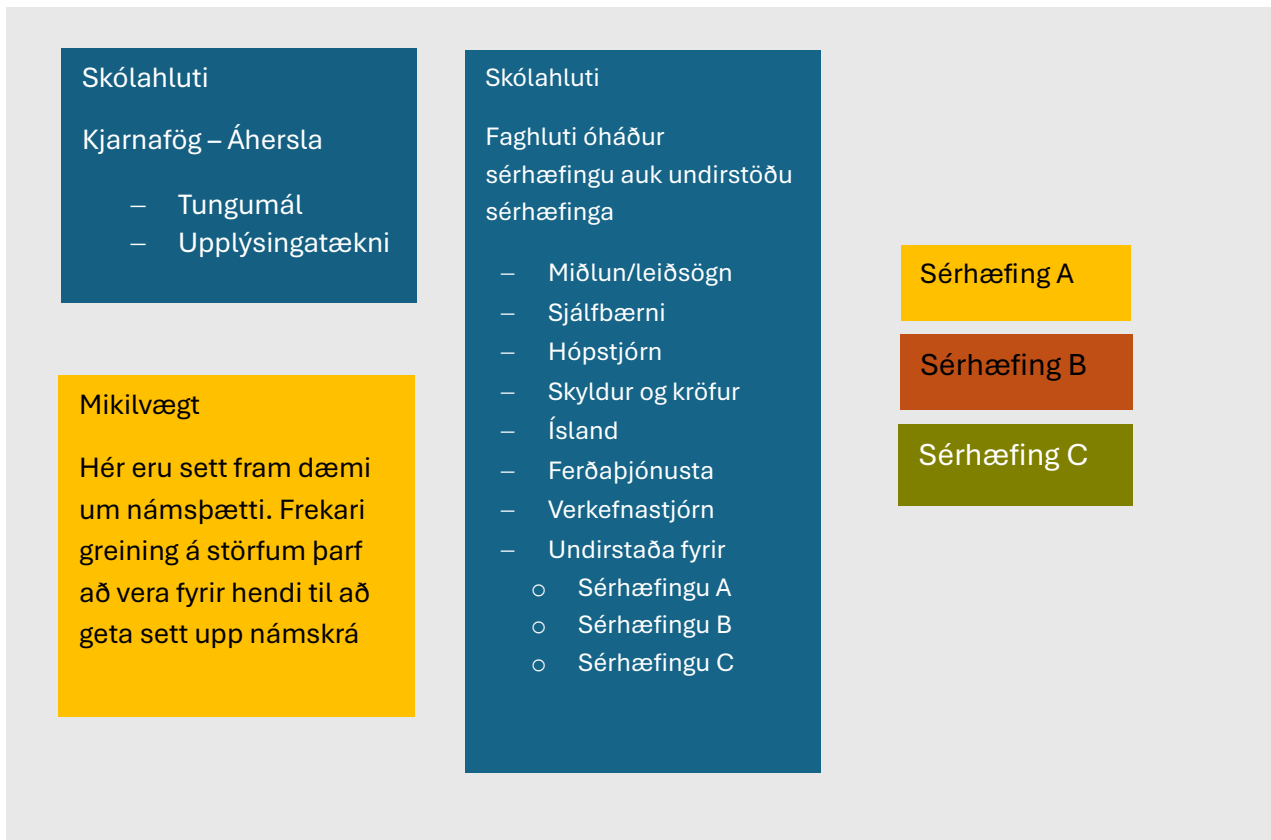 Skólahluti
Kjarnafög – Áhersla
– Tungumál
– Upplýsingatækni
Mikilvægt
Hér eru sett fram dæmi
um námsþætti. Frekari
greining á störfum þarf
að vera fyrir hendi til að
geta sett upp námskrá
Skólahluti
Faghluti óháður
sérhæfingu auk undirstöðu
sérhæfinga
– Miðlun/leiðsögn
– Sjálfbærni
– Hópstjórn
– Skyldur og kröfur
– Ísland
– Ferðaþjónusta
– Verkefnastjórn
– Undirstaða fyrir
o Sérhæfingu A
o Sérhæfingu B
o Sérhæfingu C
Sérhæfing A
Sérhæfing B
Sérhæfing C